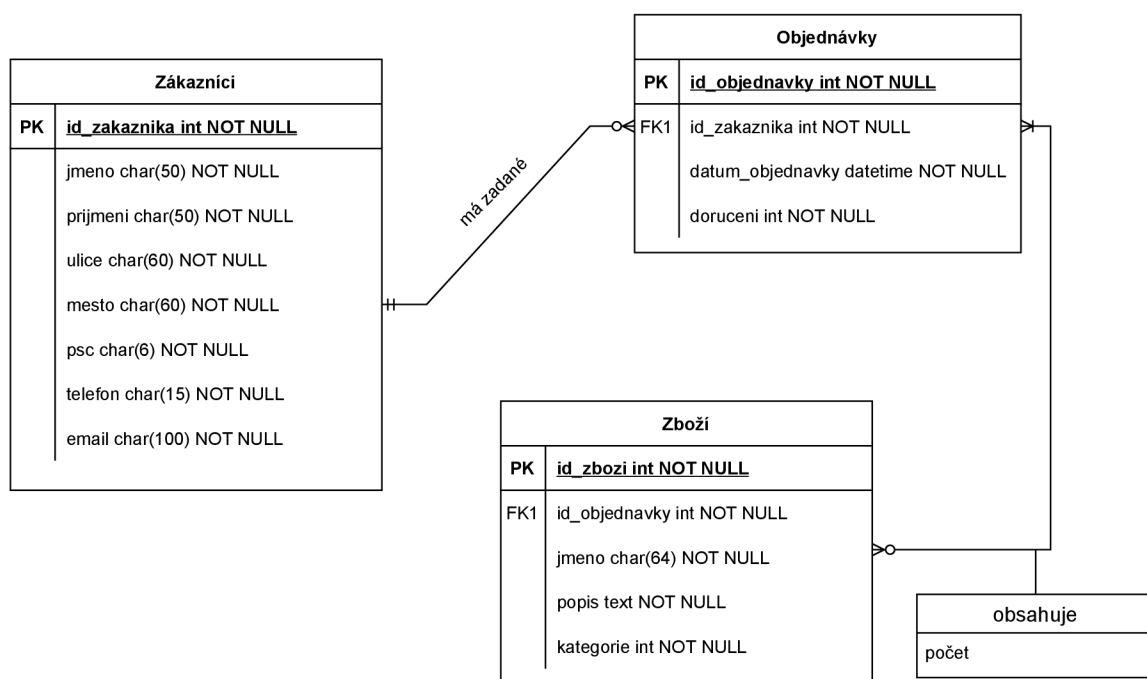 Zákazníci
PK id_zakaznika int NOT NULL
jmeno char(50) NOT NULL
prijmeni char(50) NOT NULL
ulice char(60) NOT NULL
mesto char(60) NOT NULL
psc char(6) NOT NULL
telefon char(15) NOT NULL
email char(100) NOT NULL
má zadané
Objednávky
PK id_objednavky int NOT NULL
FK1 id_zakaznika int NOT NULL
datum_objednavky datetime NOT NULL
doruceni int NOT NULL
Zboží
PK id_zbozi int NOT NULL
FK1 id_objednavky int NOT NULL
jmeno char(64) NOT NULL
popis text NOT NULL
kategorie int NOT NULL
obsahuje
počet